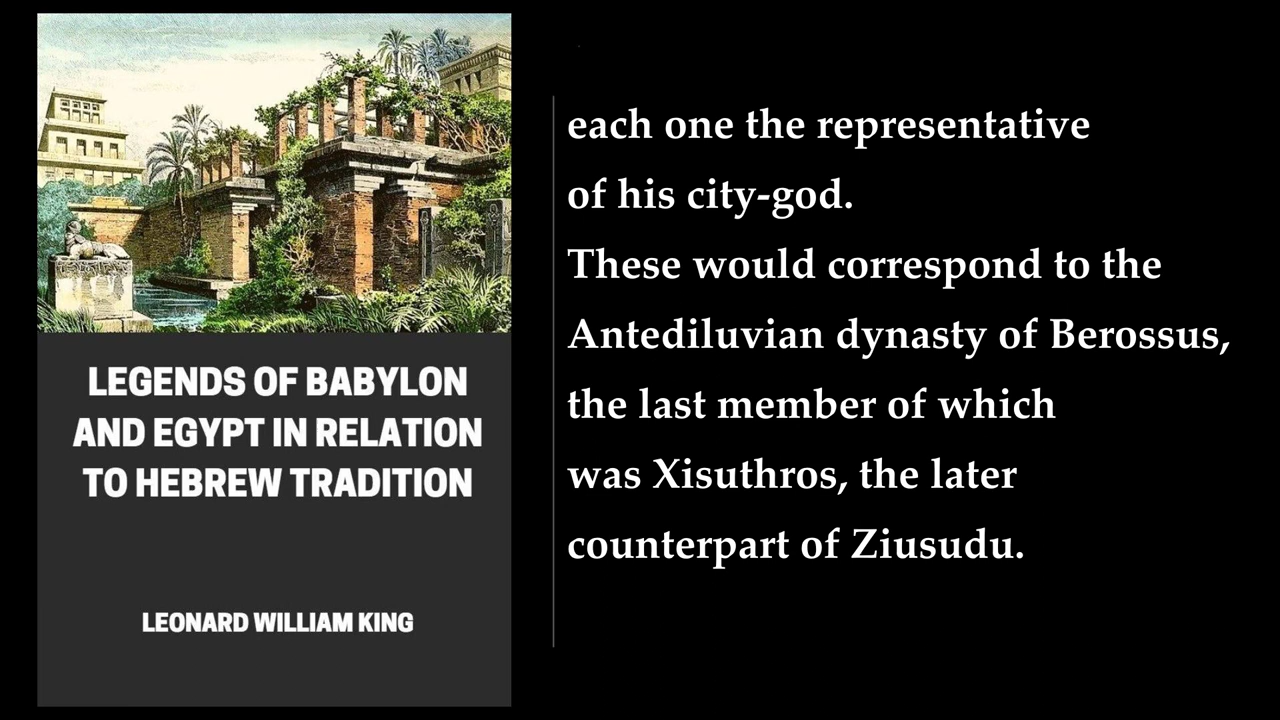 LEGENDS OF BABYLON
AND EGYPT IN RELATION
TO HEBREW TRADITION
LEONARD WILLIAM KING
each one the representative
of his city-god.
These would correspond to the
Antediluvian dynasty of Berossus,
the last member of which
was Xisuthros, the later
counterpart of Ziusudu.